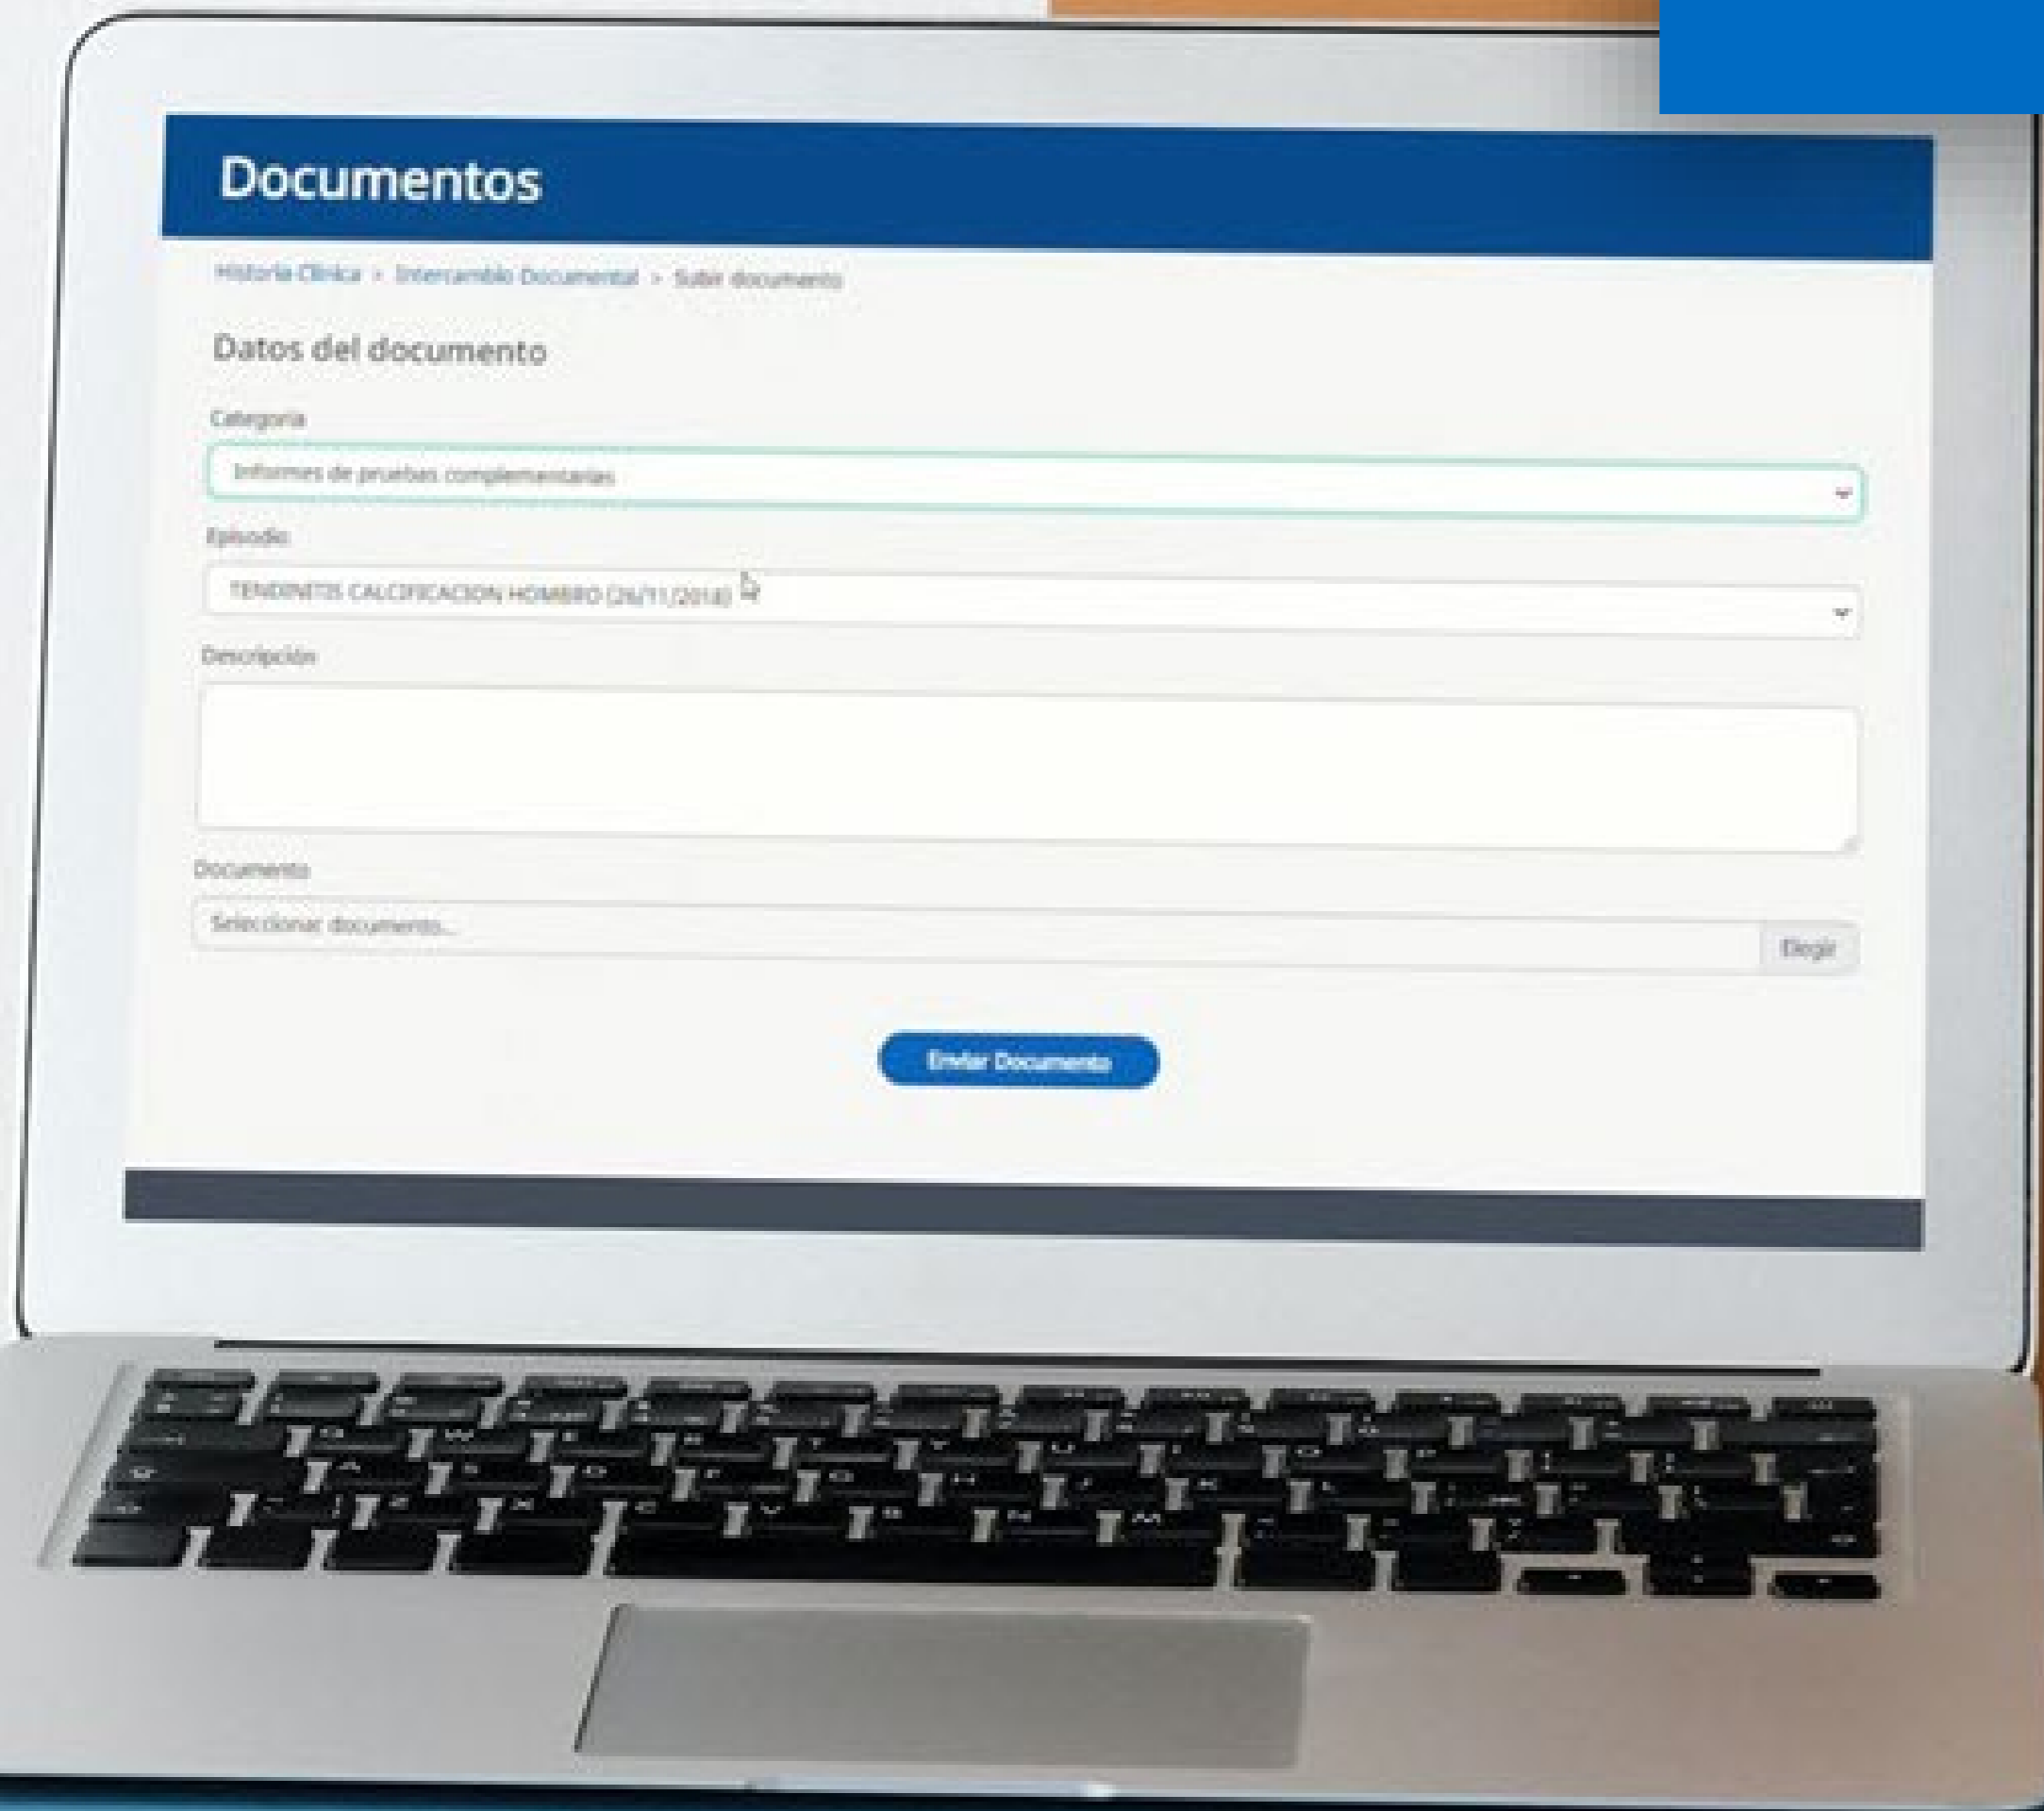 Documentos
Historia Clínica > Intercambio Documental > Subir documento
Datos del documento
Categoría
Informes de pruebas complementarias
Episodio
TENDINITIS CALCIFICACION HOMBRO (26/11/2018)
Descripción
Documento
Seleccionar documento...
Elegir
Enviar Documento
Q W E R T Y U I O P
A S D F G H J K L
Z X C V B N M